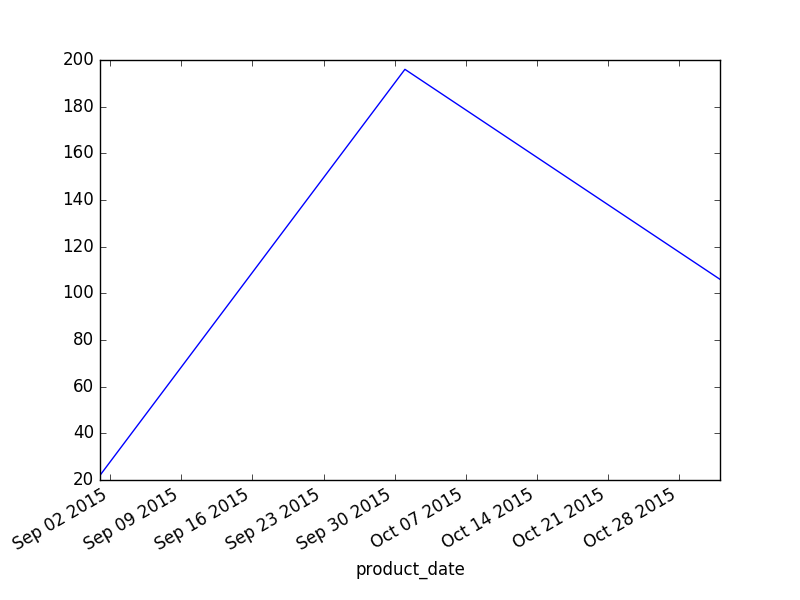 200
180
160
140
120
100
80
60
40
20
Sep 02 2015
Sep 09 2015
Sep 16 2015
Sep 23 2015
Sep 30 2015
Oct 07 2015
Oct 14 2015
Oct 21 2015
Oct 28 2015
product_date